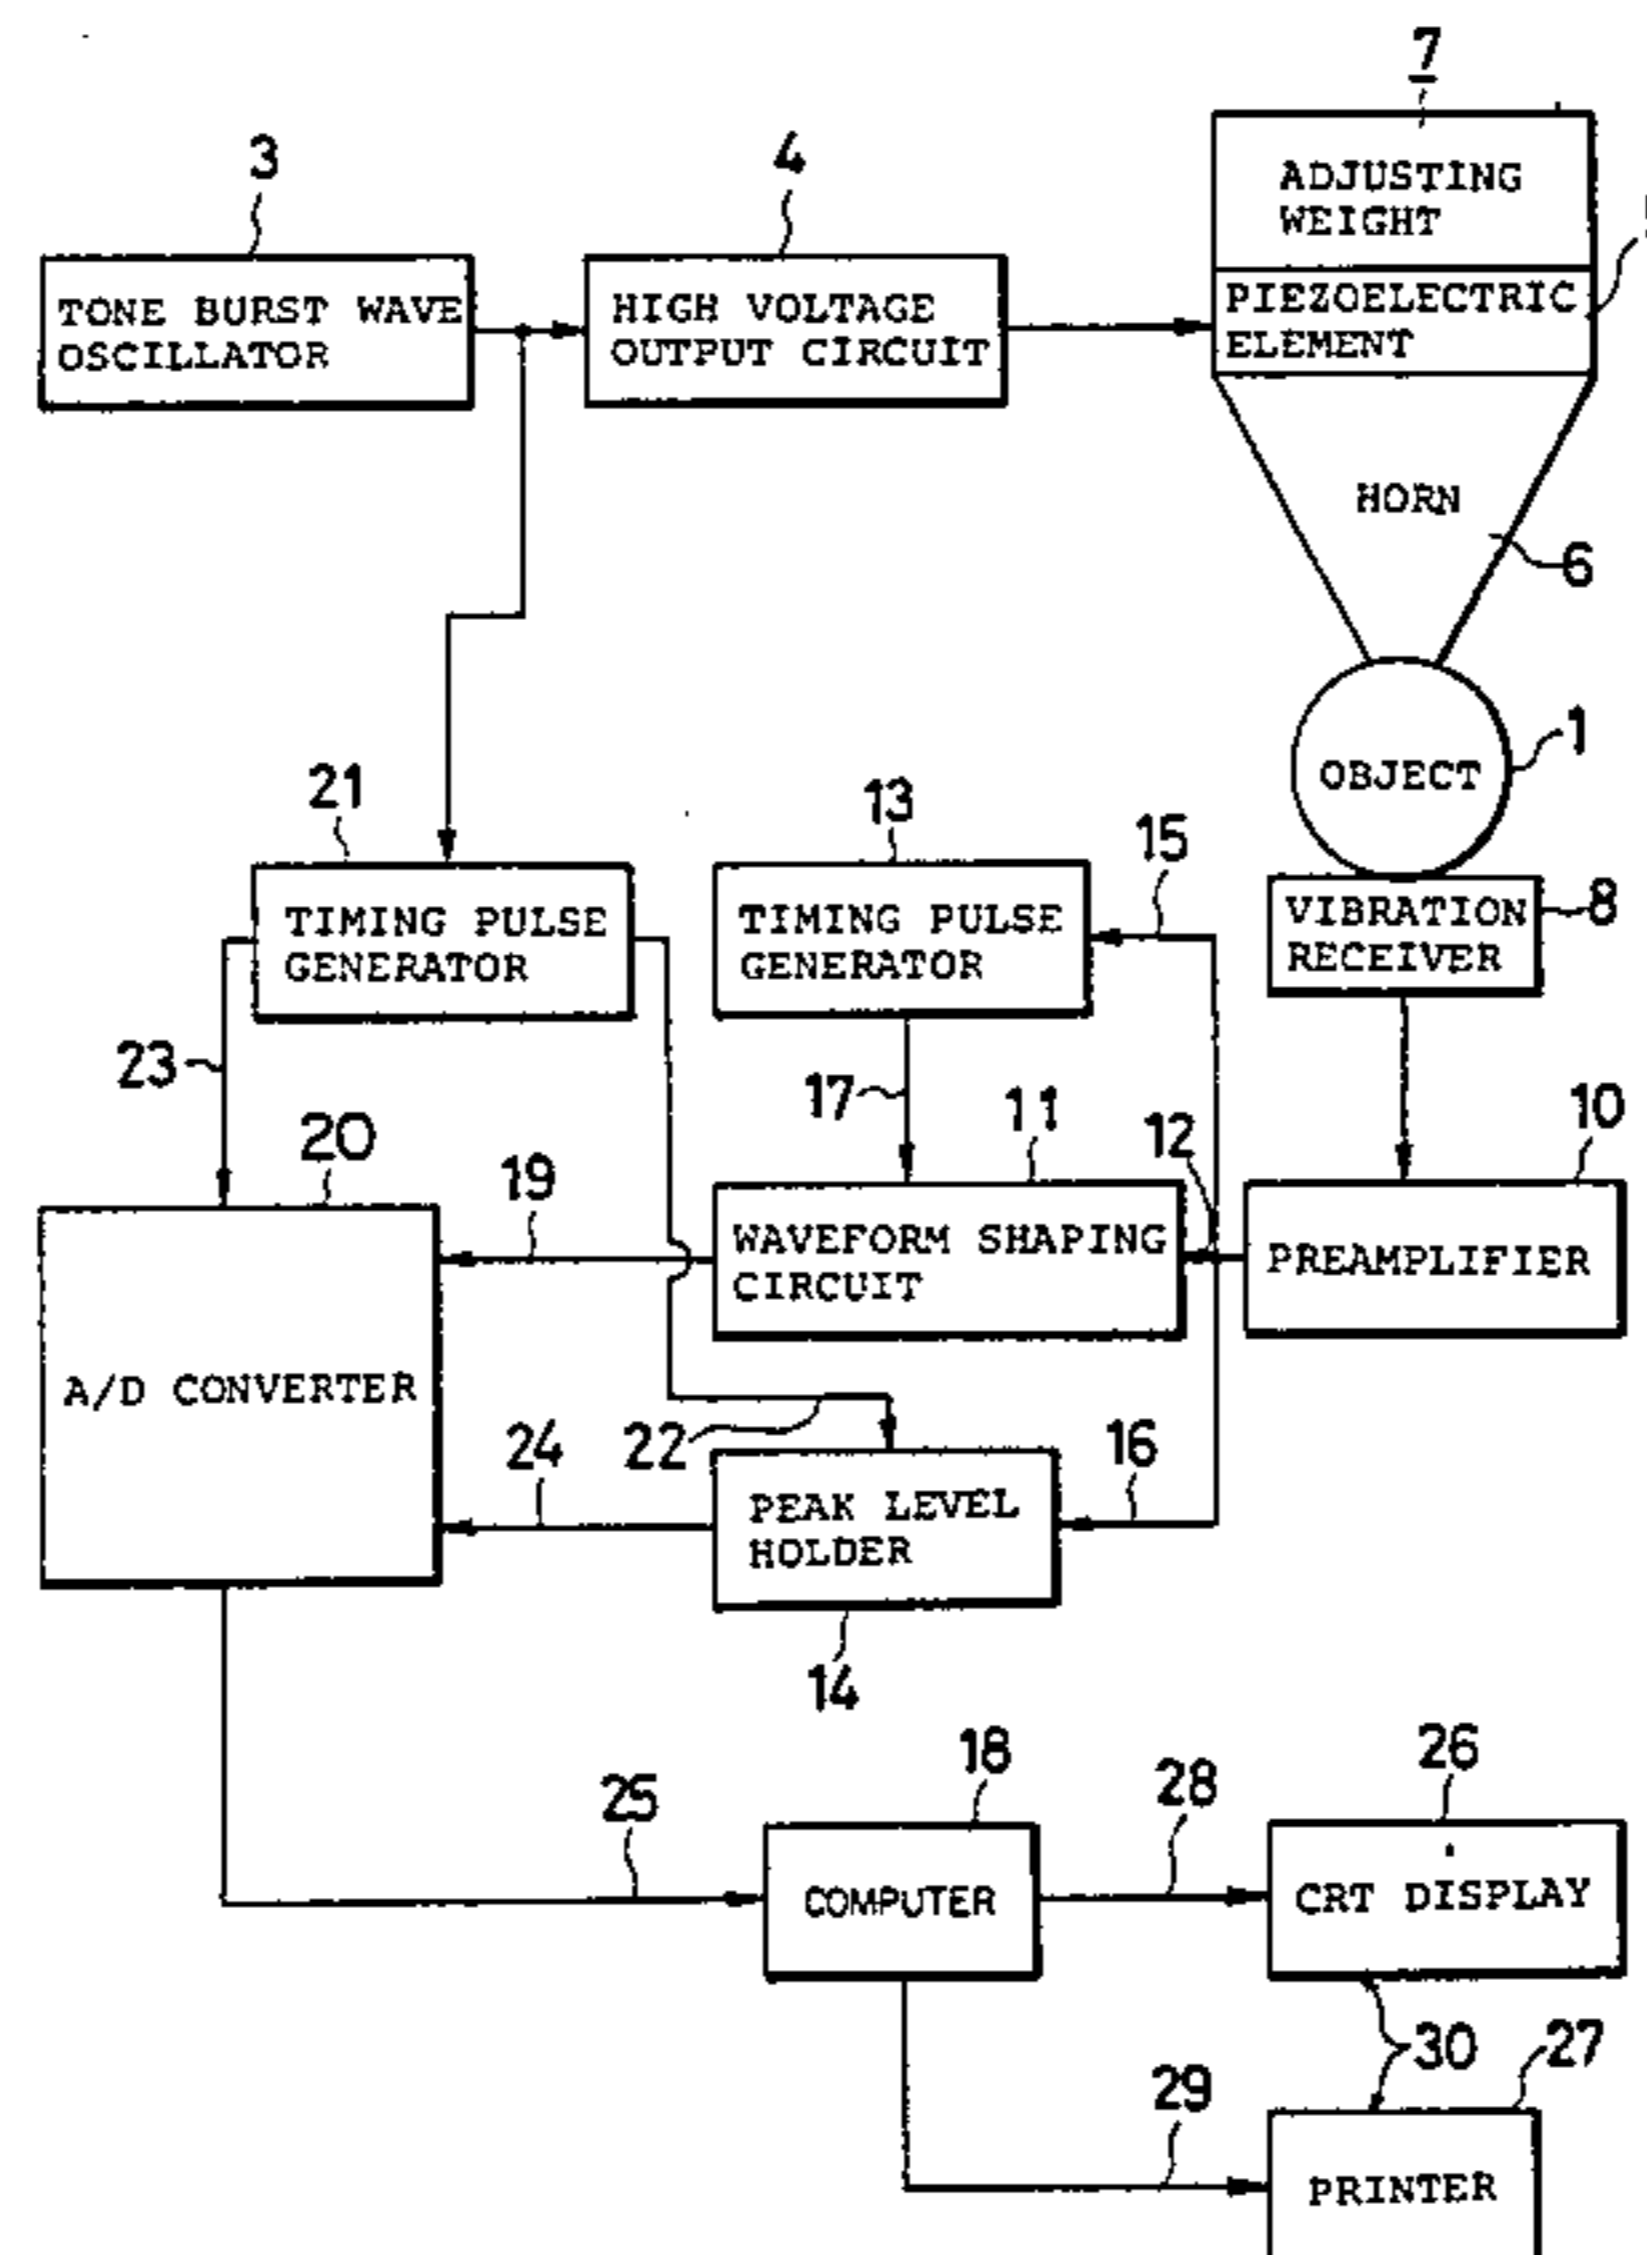 7
3
4
ADJUSTING
WEIGHT
TONE BURST WAVE
OSCILLATOR
HIGH VOLTAGE
OUTPUT CIRCUIT
PIEZOELECTRIC
ELEMENT
HORN
6
1
OBJECT
21
13
15
TIMING PULSE
GENERATOR
TIMING PULSE
GENERATOR
VIBRATION
RECEIVER
8
23
17
11
12
10
20
19
WAVEFORM SHAPING
CIRCUIT
PREAMPLIFIER
A/D CONVERTER
24
22
16
PEAK LEVEL
HOLDER
14
18
26
25
28
COMPUTER
CRT DISPLAY
30
27
29
PRINTER